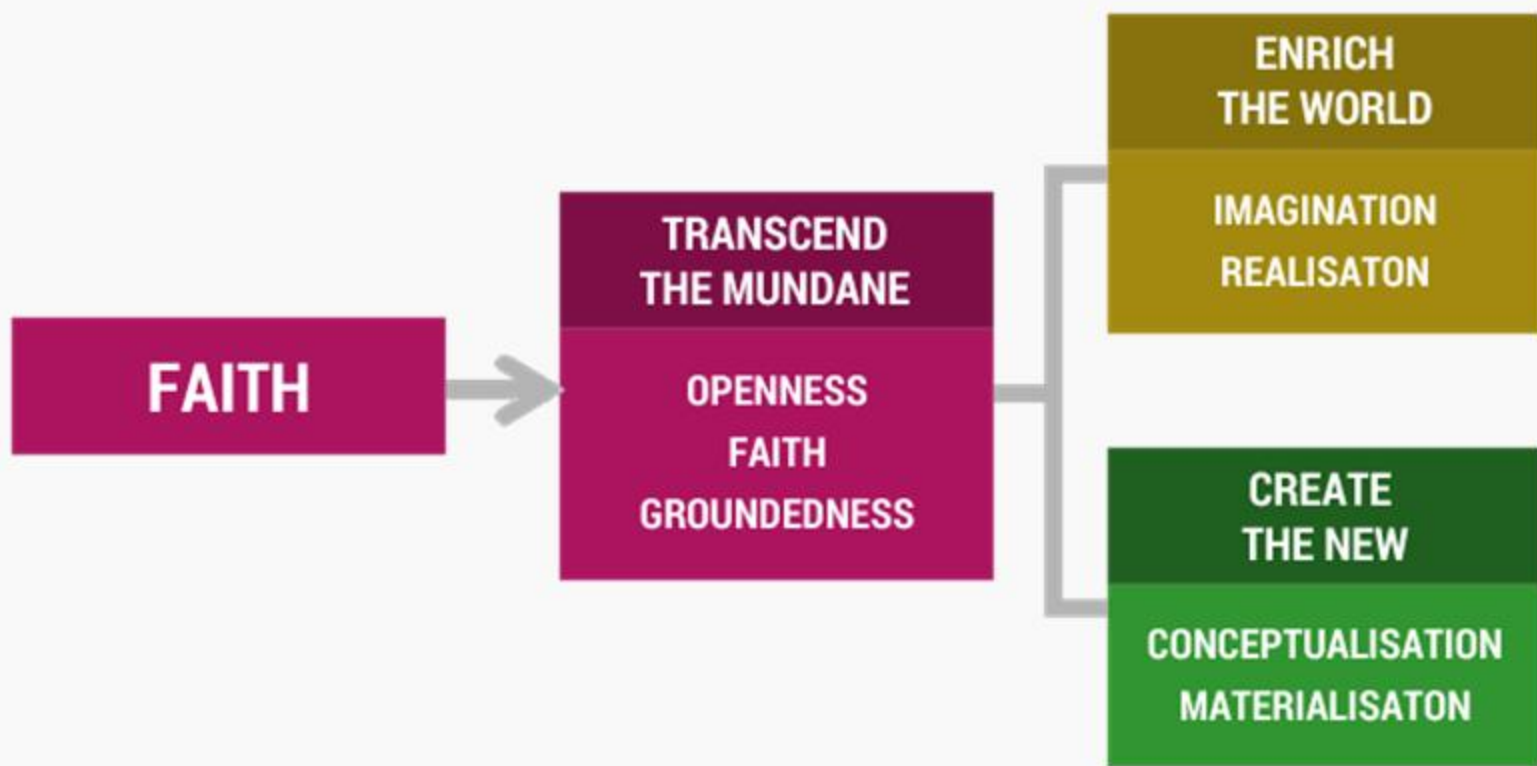 FAITH
TRANSCEND
THE MUNDANE
OPENNESS
FAITH
GROUNDEDNESS
ENRICH
THE WORLD
IMAGINATION
REALISATON
CREATE
THE NEW
CONCEPTUALISATION
MATERIALISATON